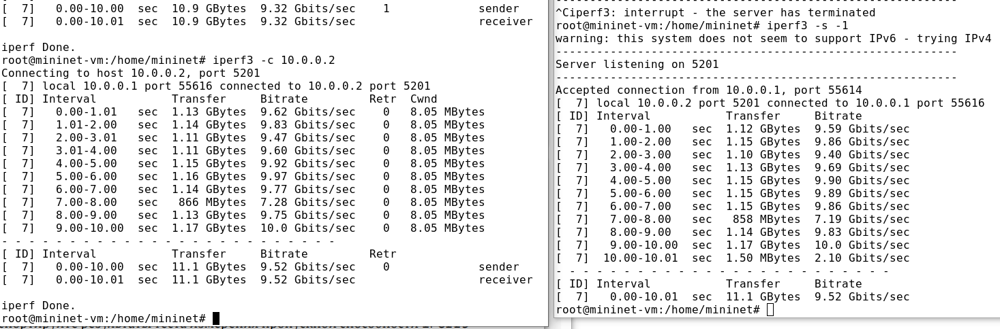 [  7]   0.00-10.00  sec  10.9 GBytes  9.32 Gbits/sec    1             sender
[  7]   0.00-10.01  sec  10.9 GBytes  9.32 Gbits/sec                  receiver

iperf Done.
root@mininet-vm:/home/mininet# iperf3 -c 10.0.0.2
Connecting to host 10.0.0.2, port 5201
[  7] local 10.0.0.1 port 55616 connected to 10.0.0.2 port 5201
[ ID] Interval           Transfer     Bitrate         Retr  Cwnd
[  7]   0.00-1.01   sec  1.13 GBytes  9.62 Gbits/sec    0   8.05 MBytes
[  7]   1.01-2.00   sec  1.14 GBytes  9.83 Gbits/sec    0   8.05 MBytes
[  7]   2.00-3.01   sec  1.11 GBytes  9.47 Gbits/sec    0   8.05 MBytes
[  7]   3.01-4.00   sec  1.11 GBytes  9.60 Gbits/sec    0   8.05 MBytes
[  7]   4.00-5.00   sec  1.15 GBytes  9.92 Gbits/sec    0   8.05 MBytes
[  7]   5.00-6.00   sec  1.16 GBytes  9.97 Gbits/sec    0   8.05 MBytes
[  7]   6.00-7.00   sec  1.14 GBytes  9.77 Gbits/sec    0   8.05 MBytes
[  7]   7.00-8.00   sec   866 MBytes  7.28 Gbits/sec    0   8.05 MBytes
[  7]   8.00-9.00   sec  1.13 GBytes  9.75 Gbits/sec    0   8.05 MBytes
[  7]   9.00-10.00  sec  1.17 GBytes  10.0 Gbits/sec    0   8.05 MBytes
- - - - - - - - - - - - - - - - - - - - - - - - -
[ ID] Interval           Transfer     Bitrate         Retr
[  7]   0.00-10.00  sec  11.1 GBytes  9.52 Gbits/sec    0             sender
[  7]   0.00-10.01  sec  11.1 GBytes  9.52 Gbits/sec                  receiver

iperf Done.
root@mininet-vm:/home/mininet#
^Ciperf3: interrupt - the server has terminated
root@mininet-vm:/home/mininet# iperf3 -s -1
warning: this system does not seem to support IPv6 - trying IPv4
-----------------------------------------------------------
Server listening on 5201
-----------------------------------------------------------
Accepted connection from 10.0.0.1, port 55614
[  7] local 10.0.0.2 port 5201 connected to 10.0.0.1 port 55616
[ ID] Interval           Transfer     Bitrate
[  7]   0.00-1.00   sec  1.12 GBytes  9.59 Gbits/sec
[  7]   1.00-2.00   sec  1.15 GBytes  9.86 Gbits/sec
[  7]   2.00-3.00   sec  1.10 GBytes  9.40 Gbits/sec
[  7]   3.00-4.00   sec  1.13 GBytes  9.69 Gbits/sec
[  7]   4.00-5.00   sec  1.15 GBytes  9.90 Gbits/sec
[  7]   5.00-6.00   sec  1.15 GBytes  9.89 Gbits/sec
[  7]   6.00-7.00   sec  1.15 GBytes  9.86 Gbits/sec
[  7]   7.00-8.00   sec   858 MBytes  7.19 Gbits/sec
[  7]   8.00-9.00   sec  1.14 GBytes  9.83 Gbits/sec
[  7]   9.00-10.00  sec  1.17 GBytes  10.0 Gbits/sec
[  7]  10.00-10.01  sec  1.50 MBytes  2.10 Gbits/sec
- - - - - - - - - - - - - - - - - - - - - - - - -
[ ID] Interval           Transfer     Bitrate
[  7]   0.00-10.01  sec  11.1 GBytes  9.52 Gbits/sec
root@mininet-vm:/home/mininet#